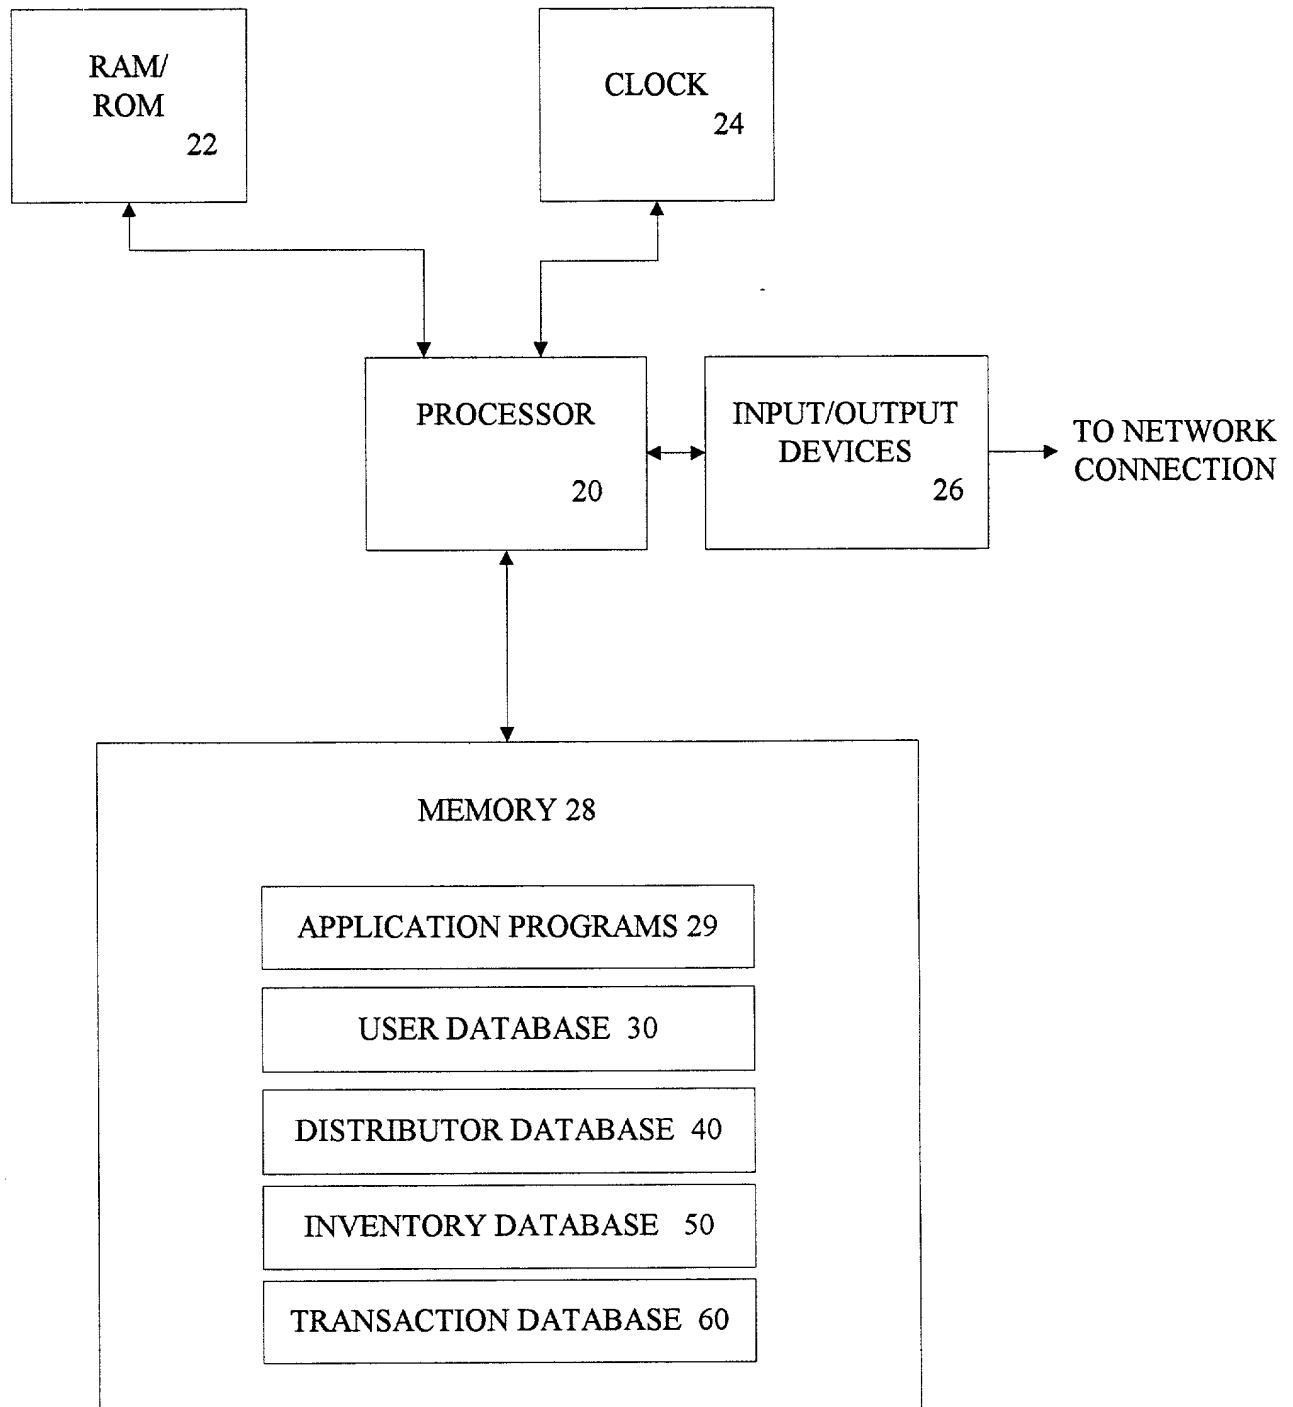 RAM/
ROM
22
CLOCK
24
PROCESSOR
20
INPUT/OUTPUT
DEVICES
26
TO NETWORK
CONNECTION
MEMORY 28
APPLICATION PROGRAMS 29
USER DATABASE 30
DISTRIBUTOR DATABASE 40
INVENTORY DATABASE 50
TRANSACTION DATABASE 60